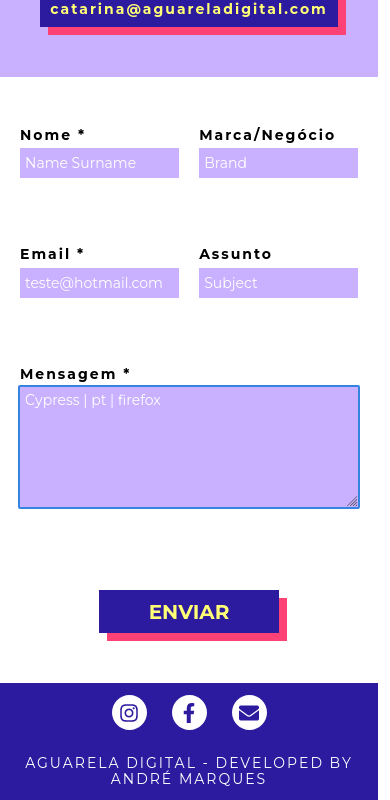 catarina@aguareladigital.com
Nome * Marca/Negócio
Name Surname Brand
Email * Assunto
teste@hotmail.com Subject
Mensagem *
Cypress | pt | firefox
ENVIAR
AGUARELA DIGITAL - DEVELOPED BY
ANDRÉ MARQUES